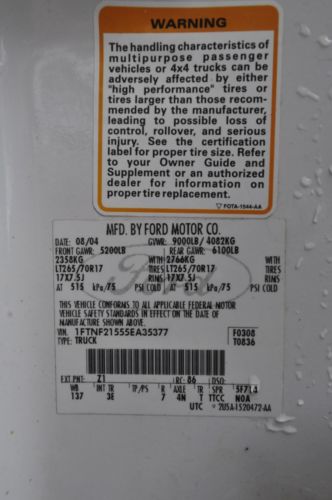 WARNING
The handling characteristics of
multipurpose passenger
vehicles or 4x4 trucks can be
adversely affected by either
"high performance" tires or
tires larger than those recom-
mended by the manufacturer,
leading to possible loss of
control, rollover, and serious
injury. See the certification
label for proper tire size. Refer
to your Owner Guide and
Supplement or an authorized
dealer for information on
proper tire replacement.
FOTA-1544-AA
MFD. BY FORD MOTOR CO.
DATE: 08/04 GVWR: 9000LB/ 4082KG
FRONT GAWR: 5200LB REAR GAWR: 6100LB
2358KG WITH 2766KG WITH
LT265/70R17 TIRES LT265/70R17 TIRES
17X7.5J RIMS 17X7.5J RIMS
AT 515 kPa/75 PSI COLD AT 515 kPa/75 PSI COLD
THIS VEHICLE CONFORMS TO ALL APPLICABLE FEDERAL MOTOR
VEHICLE SAFETY STANDARDS IN EFFECT ON THE DATE OF
MANUFACTURE SHOWN ABOVE.
VIN: 1FTNF21555EA35377 F0308
TYPE: TRUCK T0836
EXT PNT: Z1 RC: 86 DSO:
WB INT TR TP/PS R AXLE TR SPR 5F714
137 3E 7 4N T TTCC NOA
UTC 2U5A-1520472-AA
Ford